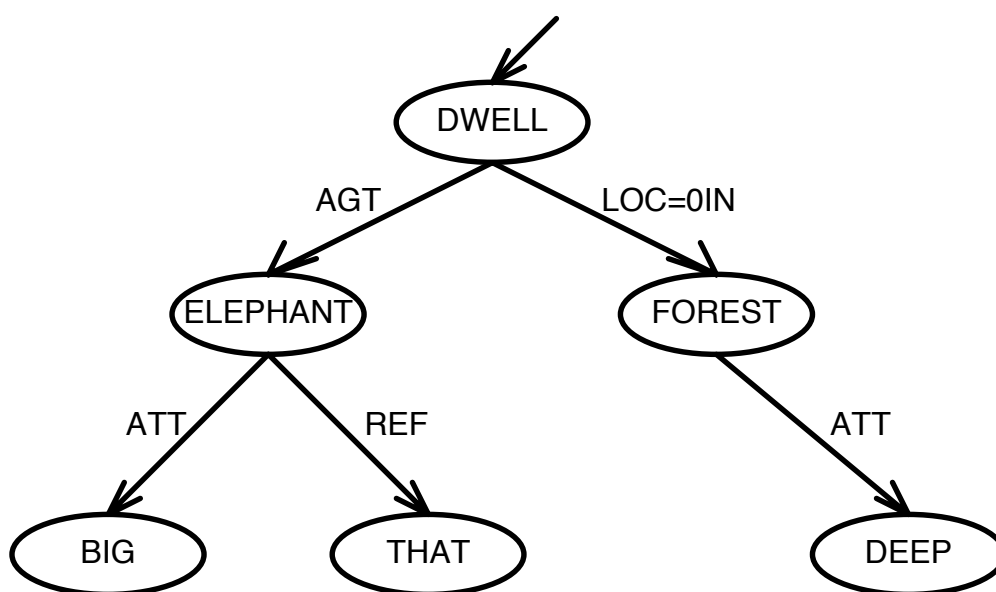 DWELL
AGT LOC=0IN
ELEPHANT FOREST
ATT REF ATT
BIG THAT DEEP